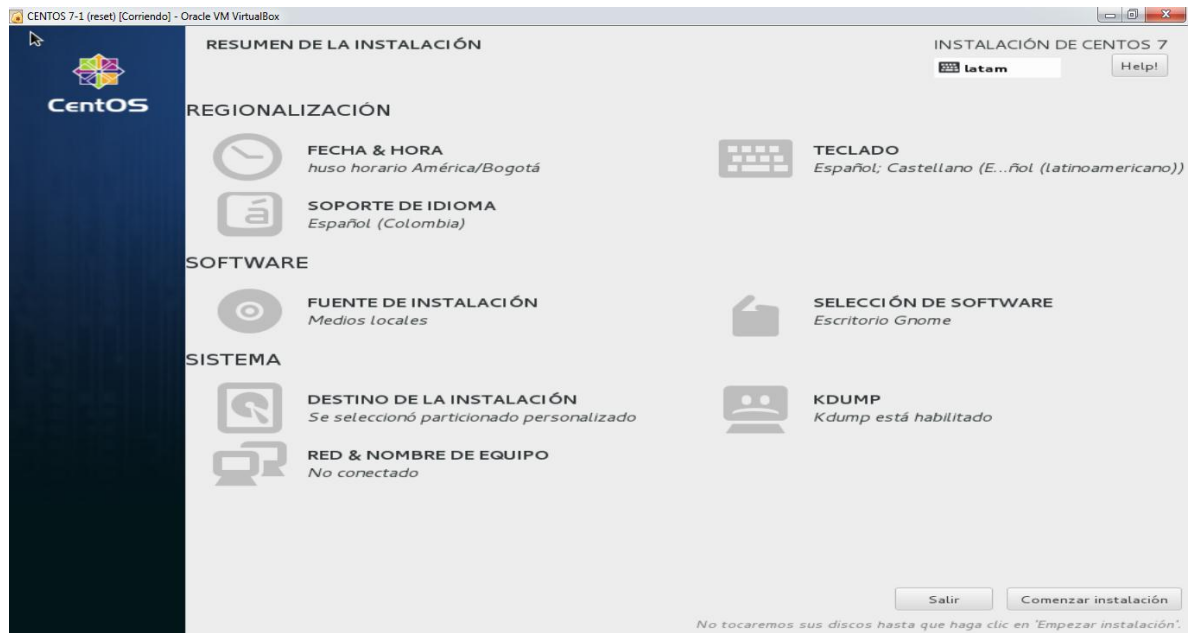 CENTOS 7-1 (reset) [Corriendo] - Oracle VM VirtualBox
CentOS
RESUMEN DE LA INSTALACIÓN
INSTALACIÓN DE CENTOS 7
latam
Help!
REGIONALIZACIÓN
FECHA & HORA
huso horario América/Bogotá
TECLADO
Español; Castellano (E...ñol (latinoamericano))
á
SOPORTE DE IDIOMA
Español (Colombia)
SOFTWARE
FUENTE DE INSTALACIÓN
Medios locales
SELECCIÓN DE SOFTWARE
Escritorio Gnome
SISTEMA
DESTINO DE LA INSTALACIÓN
Se seleccionó particionado personalizado
KDUMP
Kdump está habilitado
RED & NOMBRE DE EQUIPO
No conectado
Salir
Comenzar instalación
No tocaremos sus discos hasta que haga clic en 'Empezar instalación'.